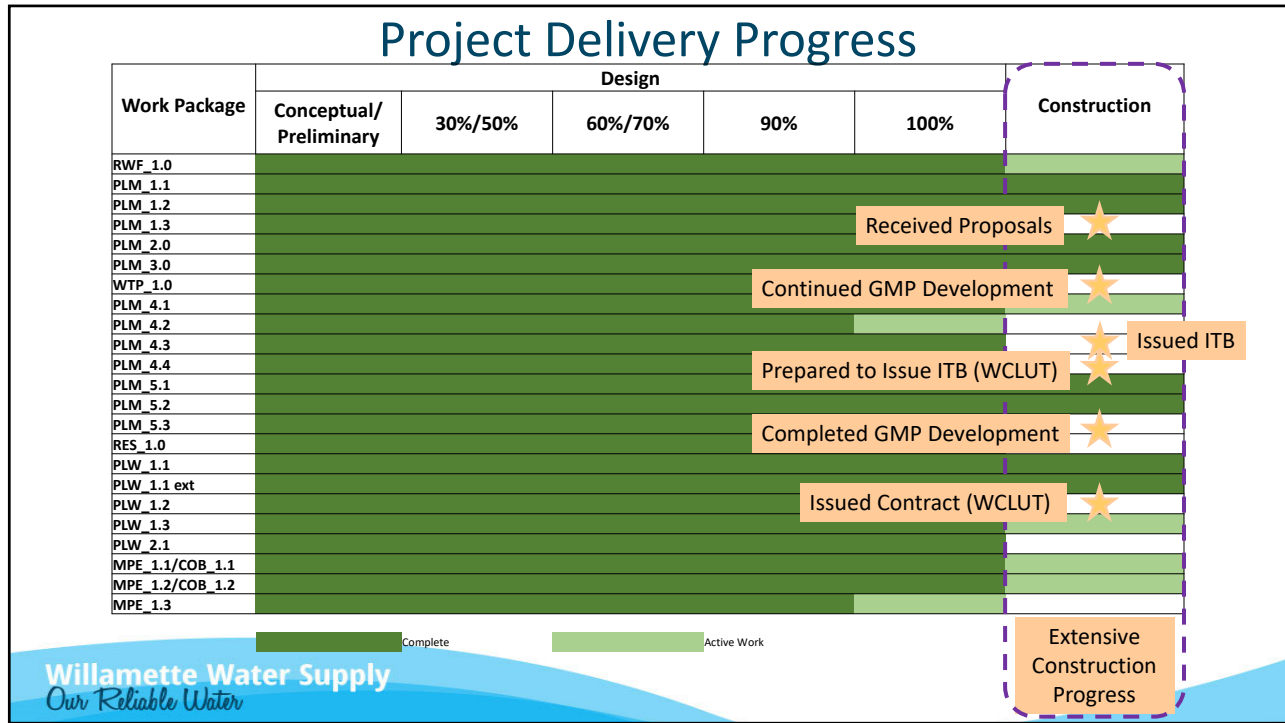 Project Delivery Progress
Work Package
Design
Construction
Conceptual/
Preliminary
30%/50%
60%/70%
90%
100%
RWF_1.0
PLM_1.1
PLM_1.2
PLM_1.3
Received Proposals
PLM_2.0
PLM_3.0
WTP_1.0
Continued GMP Development
PLM_4.1
PLM_4.2
PLM_4.3
Issued ITB
PLM_4.4
Prepared to Issue ITB (WCLUT)
PLM_5.1
PLM_5.2
PLM_5.3
Completed GMP Development
RES_1.0
PLW_1.1
PLW_1.1 ext
PLW_1.2
Issued Contract (WCLUT)
PLW_1.3
PLW_2.1
MPE_1.1/COB_1.1
MPE_1.2/COB_1.2
MPE_1.3
Complete
Active Work
Extensive
Construction
Progress
Willamette Water Supply
Our Reliable Water